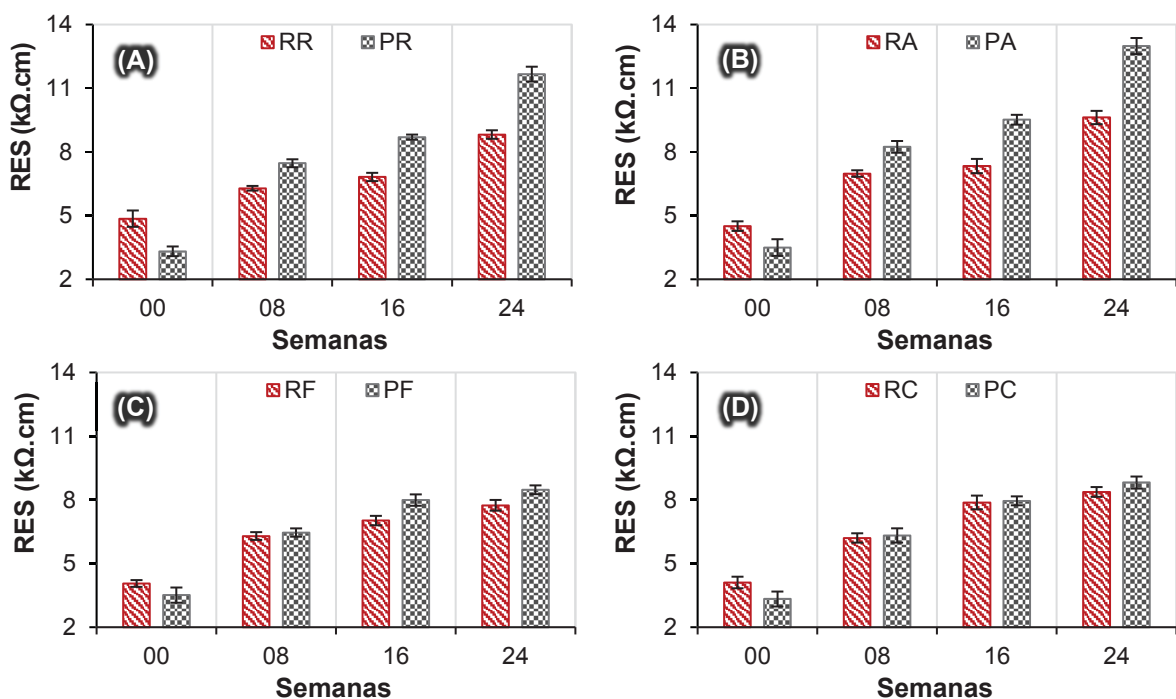 (A)
RR PR
RES (kΩ.cm)
14
11
8
5
2
00 08 16 24
Semanas
(B)
RA PA
RES (kΩ.cm)
14
11
8
5
2
00 08 16 24
Semanas
(C)
RF PF
RES (kΩ.cm)
14
11
8
5
2
00 08 16 24
Semanas
(D)
RC PC
RES (kΩ.cm)
14
11
8
5
2
00 08 16 24
Semanas